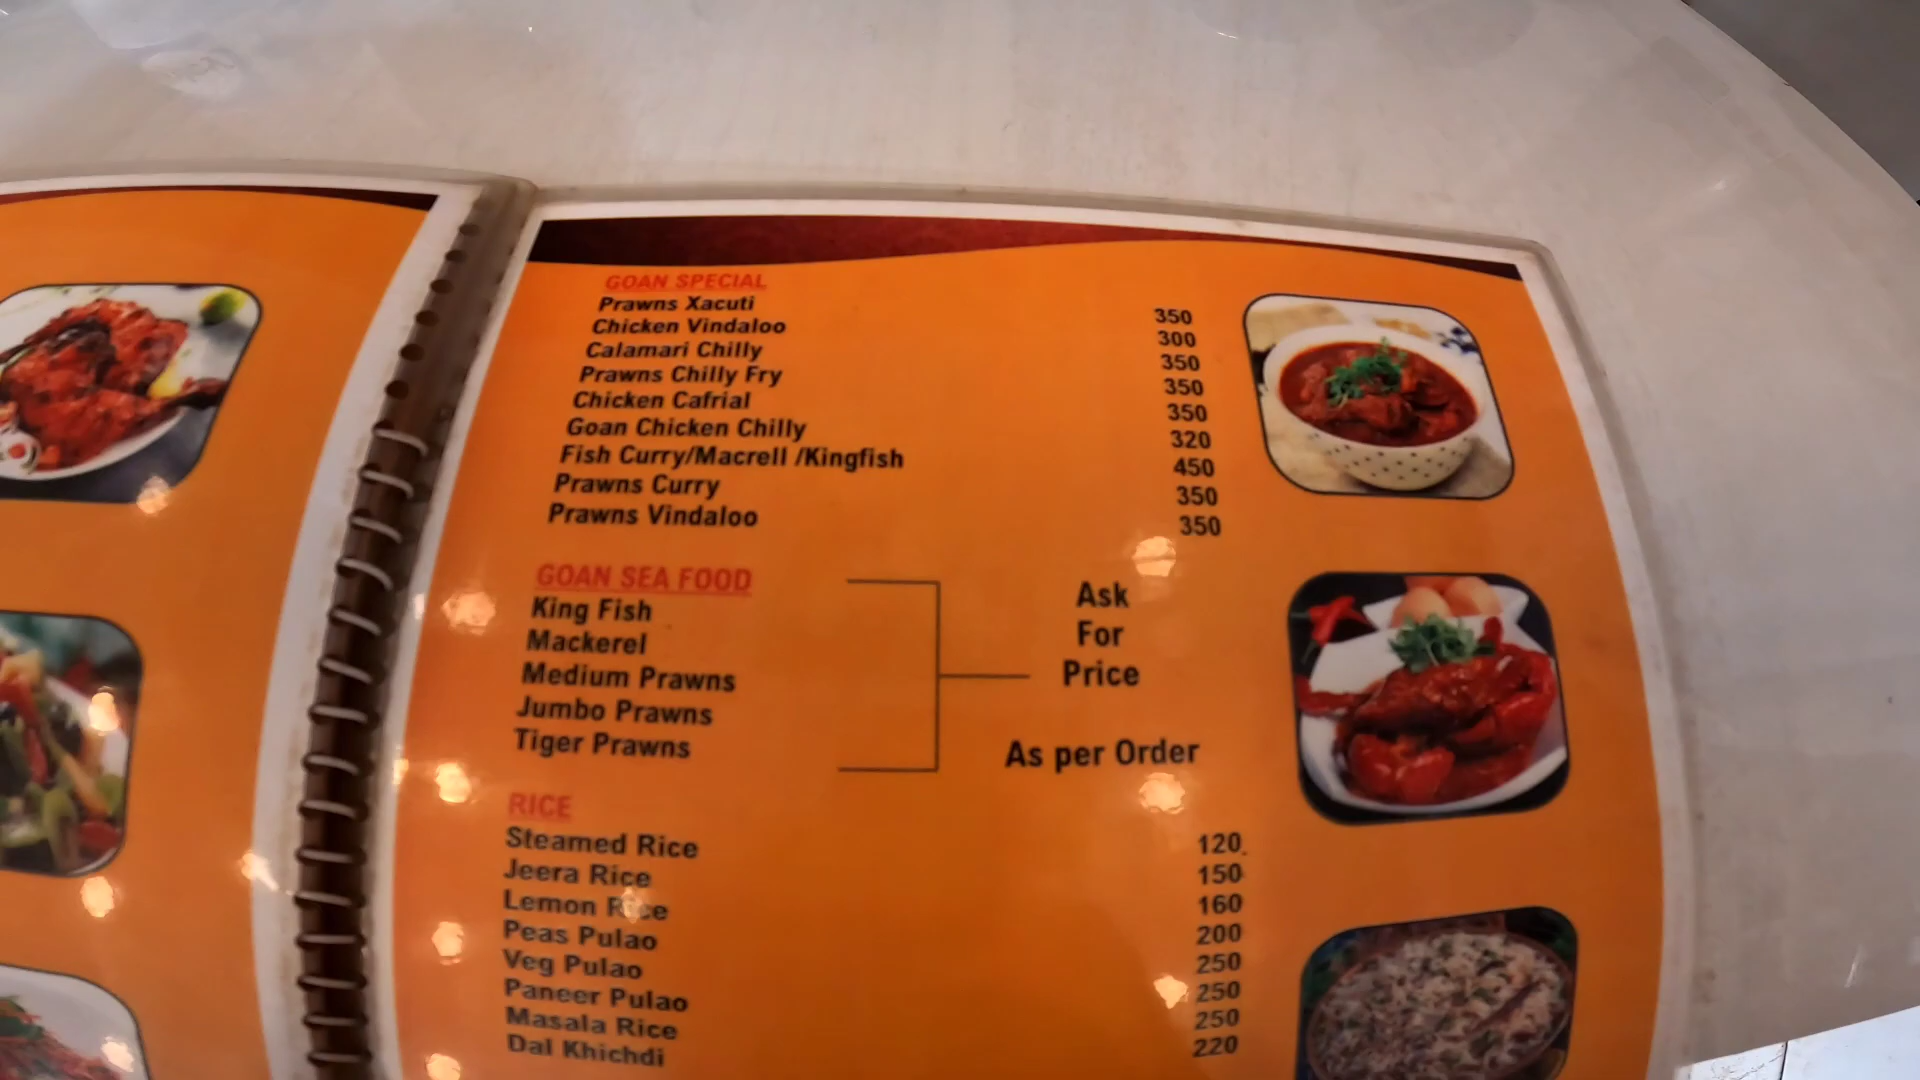 GOAN SPECIAL
Prawns Xacuti 350
Chicken Vindaloo 300
Calamari Chilly 350
Prawns Chilly Fry 350
Chicken Cafrial 350
Goan Chicken Chilly 320
Fish Curry/Macrell /Kingfish 450
Prawns Curry 350
Prawns Vindaloo 350
GOAN SEA FOOD
King Fish
Mackerel
Medium Prawns
Jumbo Prawns
Tiger Prawns
Ask
For
Price
As per Order
RICE
Steamed Rice 120
Jeera Rice 150
Lemon Rice 160
Peas Pulao 200
Veg Pulao 250
Paneer Pulao 250
Masala Rice 250
Dal Khichdi 220